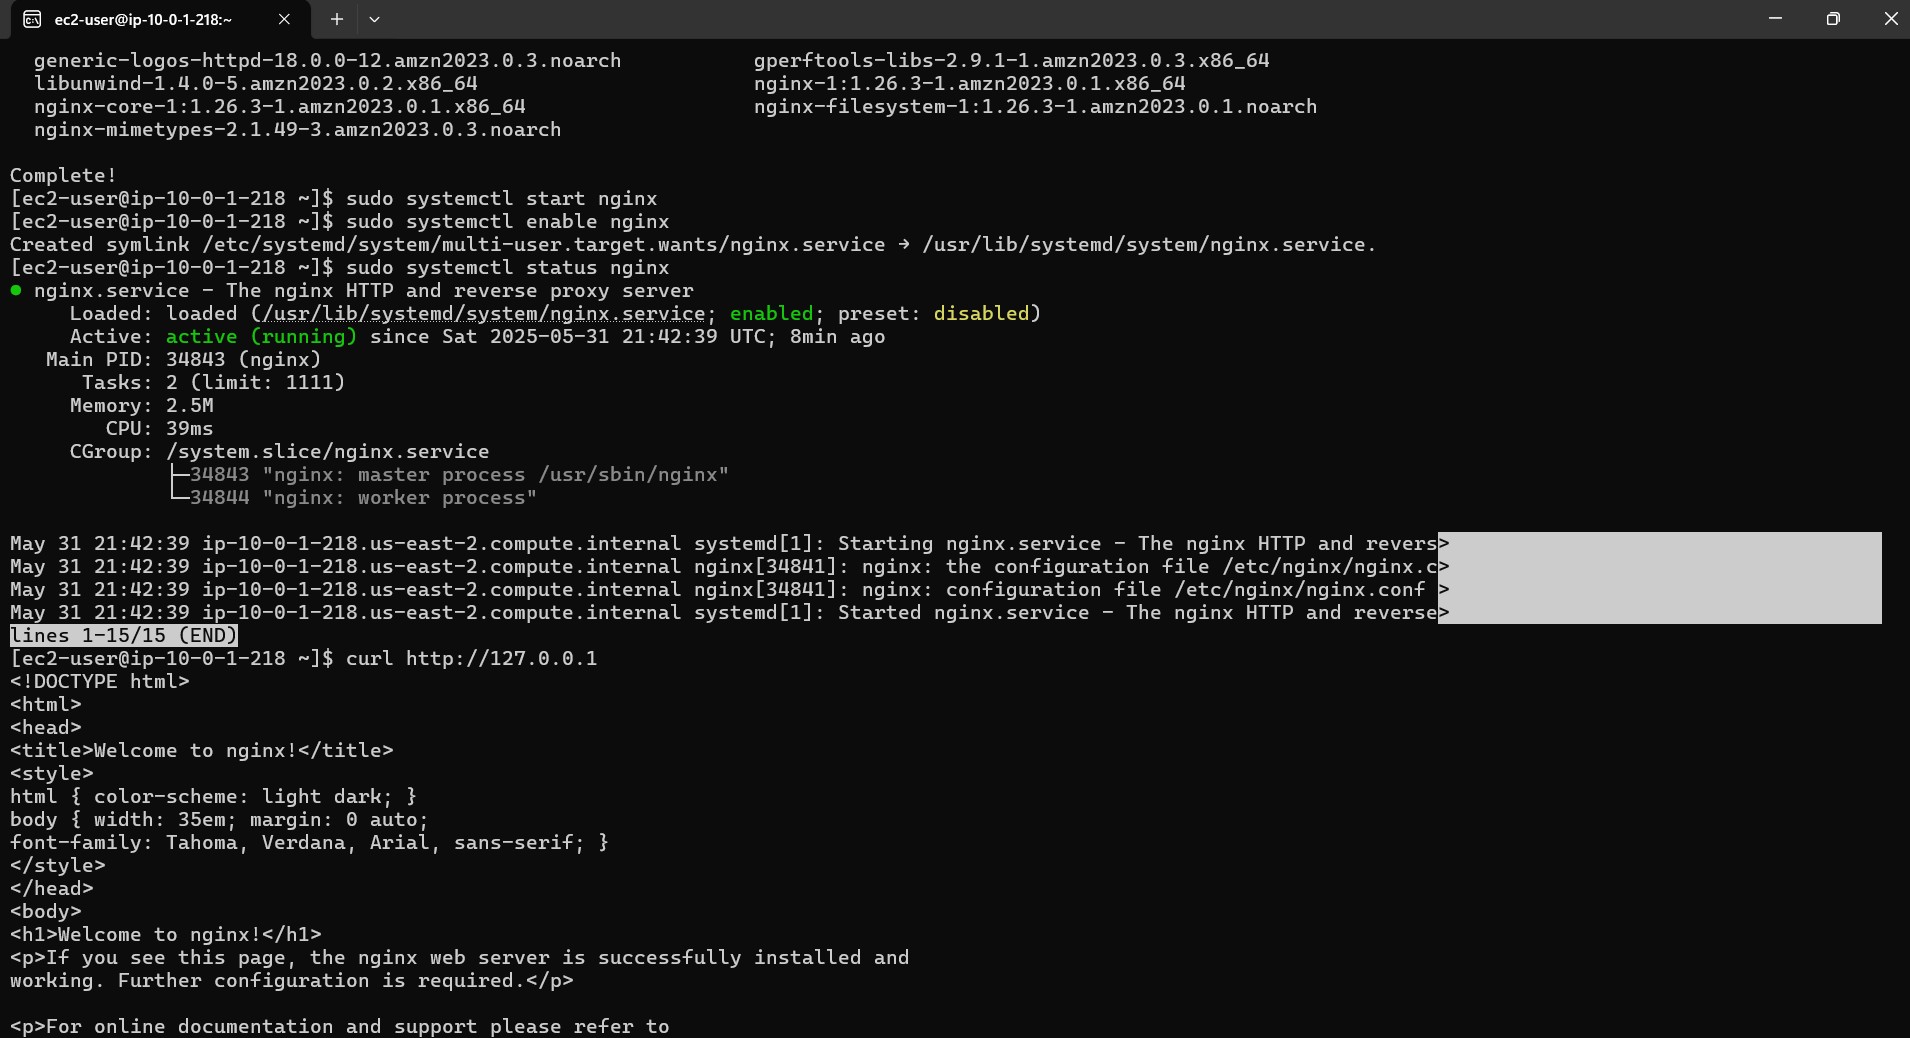 ec2-user@ip-10-0-1-218:~
generic-logos-httpd-18.0.0-12.amzn2023.0.3.noarch gperftools-libs-2.9.1-1.amzn2023.0.3.x86_64
libunwind-1.4.0-5.amzn2023.0.2.x86_64 nginx-1:1.26.3-1.amzn2023.0.1.x86_64
nginx-core-1:1.26.3-1.amzn2023.0.1.x86_64 nginx-filesystem-1:1.26.3-1.amzn2023.0.1.noarch
nginx-mimetypes-2.1.49-3.amzn2023.0.3.noarch
Complete!
[ec2-user@ip-10-0-1-218 ~]$ sudo systemctl start nginx
[ec2-user@ip-10-0-1-218 ~]$ sudo systemctl enable nginx
Created symlink /etc/systemd/system/multi-user.target.wants/nginx.service → /usr/lib/systemd/system/nginx.service.
[ec2-user@ip-10-0-1-218 ~]$ sudo systemctl status nginx
● nginx.service - The nginx HTTP and reverse proxy server
Loaded: loaded (/usr/lib/systemd/system/nginx.service; enabled; preset: disabled)
Active: active (running) since Sat 2025-05-31 21:42:39 UTC; 8min ago
Main PID: 34843 (nginx)
Tasks: 2 (limit: 1111)
Memory: 2.5M
CPU: 39ms
CGroup: /system.slice/nginx.service
├─34843 "nginx: master process /usr/sbin/nginx"
└─34844 "nginx: worker process"
May 31 21:42:39 ip-10-0-1-218.us-east-2.compute.internal systemd[1]: Starting nginx.service - The nginx HTTP and revers>
May 31 21:42:39 ip-10-0-1-218.us-east-2.compute.internal nginx[34841]: nginx: the configuration file /etc/nginx/nginx.c>
May 31 21:42:39 ip-10-0-1-218.us-east-2.compute.internal nginx[34841]: nginx: configuration file /etc/nginx/nginx.conf >
May 31 21:42:39 ip-10-0-1-218.us-east-2.compute.internal systemd[1]: Started nginx.service - The nginx HTTP and reverse>
lines 1-15/15 (END)
[ec2-user@ip-10-0-1-218 ~]$ curl http://127.0.0.1
<!DOCTYPE html>
<html>
<head>
<title>Welcome to nginx!</title>
<style>
html { color-scheme: light dark; }
body { width: 35em; margin: 0 auto;
font-family: Tahoma, Verdana, Arial, sans-serif; }
</style>
</head>
<body>
<h1>Welcome to nginx!</h1>
<p>If you see this page, the nginx web server is successfully installed and
working. Further configuration is required.</p>
<p>For online documentation and support please refer to